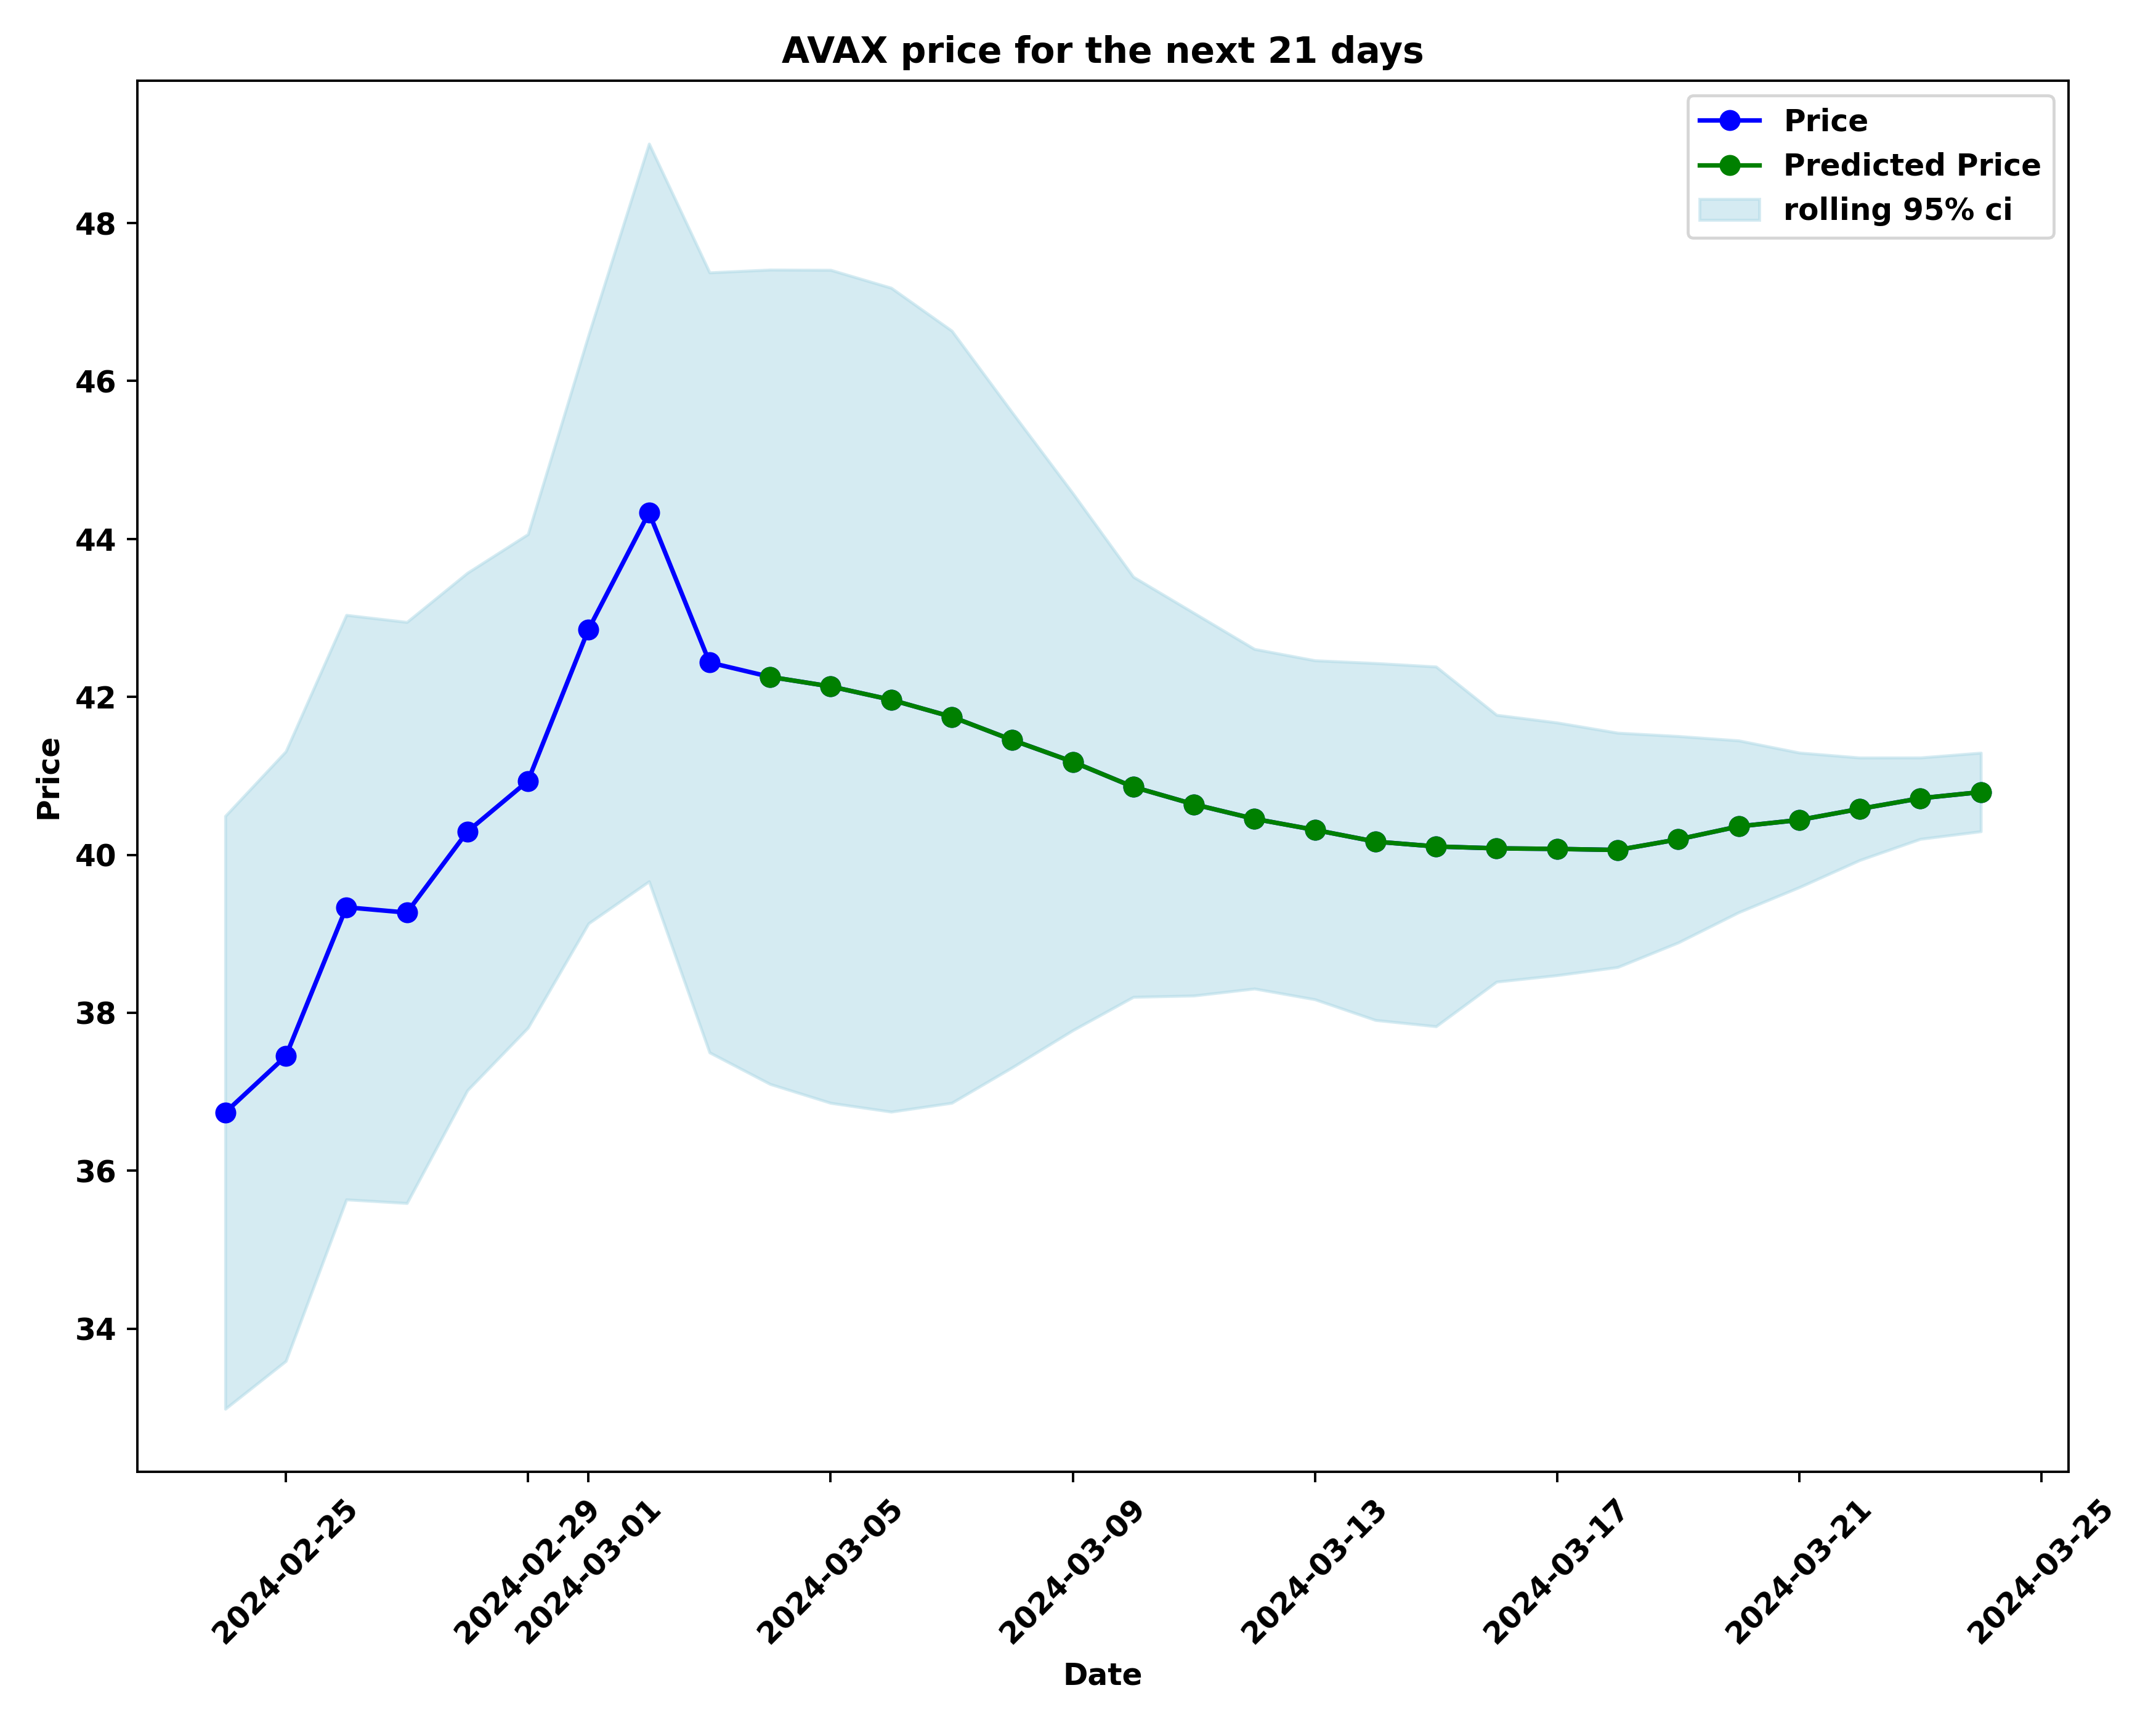 AVAX price for the next 21 days
Price
Predicted Price
rolling 95% ci
48
46
44
42
40
38
36
34
Price
2024-02-25
2024-02-29
2024-03-01
2024-03-05
2024-03-09
2024-03-13
2024-03-17
2024-03-21
2024-03-25
Date